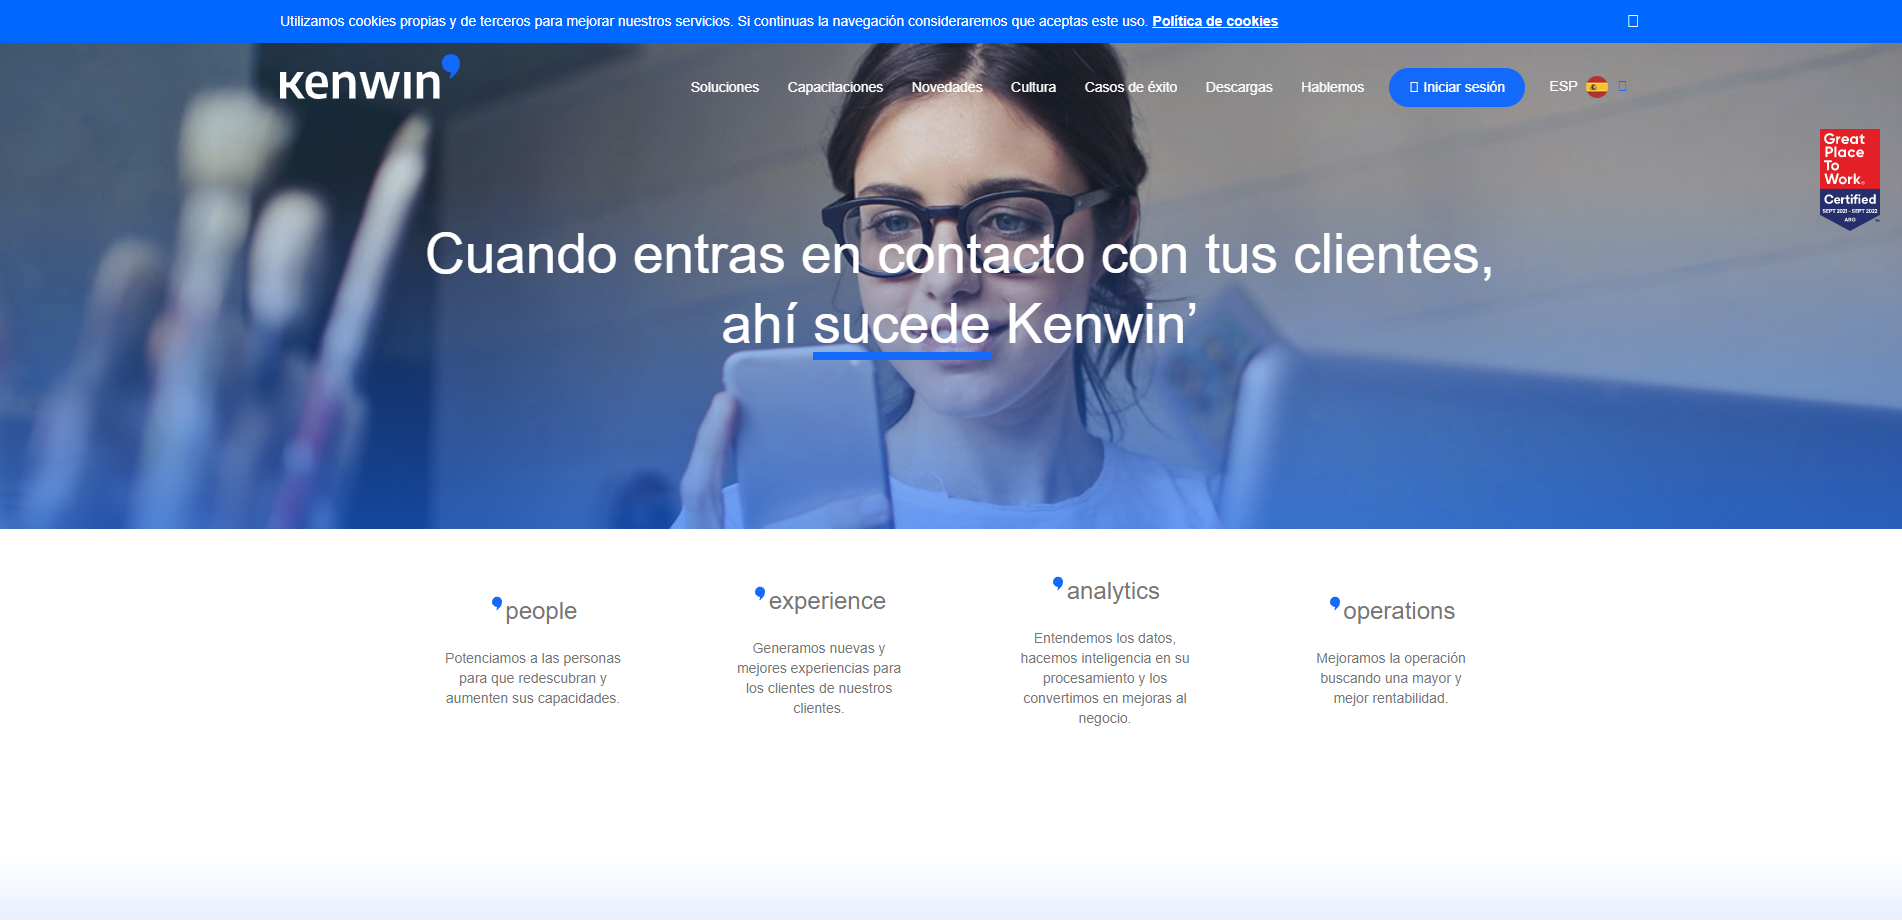 Utilizamos cookies propias y de terceros para mejorar nuestros servicios. Si continuas la navegación consideraremos que aceptas este uso. Política de cookies
Kenwin’
Soluciones Capacitaciones Novedades Cultura Casos de éxito Descargas Hablemos Iniciar sesión ESP
Great
Place
To
Work®
Certified
SEPT 2021 - SEPT 2022
ARG
Cuando entras en contacto con tus clientes,
ahí sucede Kenwin’
people
Potenciamos a las personas
para que redescubran y
aumenten sus capacidades.
experience
Generamos nuevas y
mejores experiencias para
los clientes de nuestros
clientes.
analytics
Entendemos los datos,
hacemos inteligencia en su
procesamiento y los
convertimos en mejoras al
negocio.
operations
Mejoramos la operación
buscando una mayor y
mejor rentabilidad.